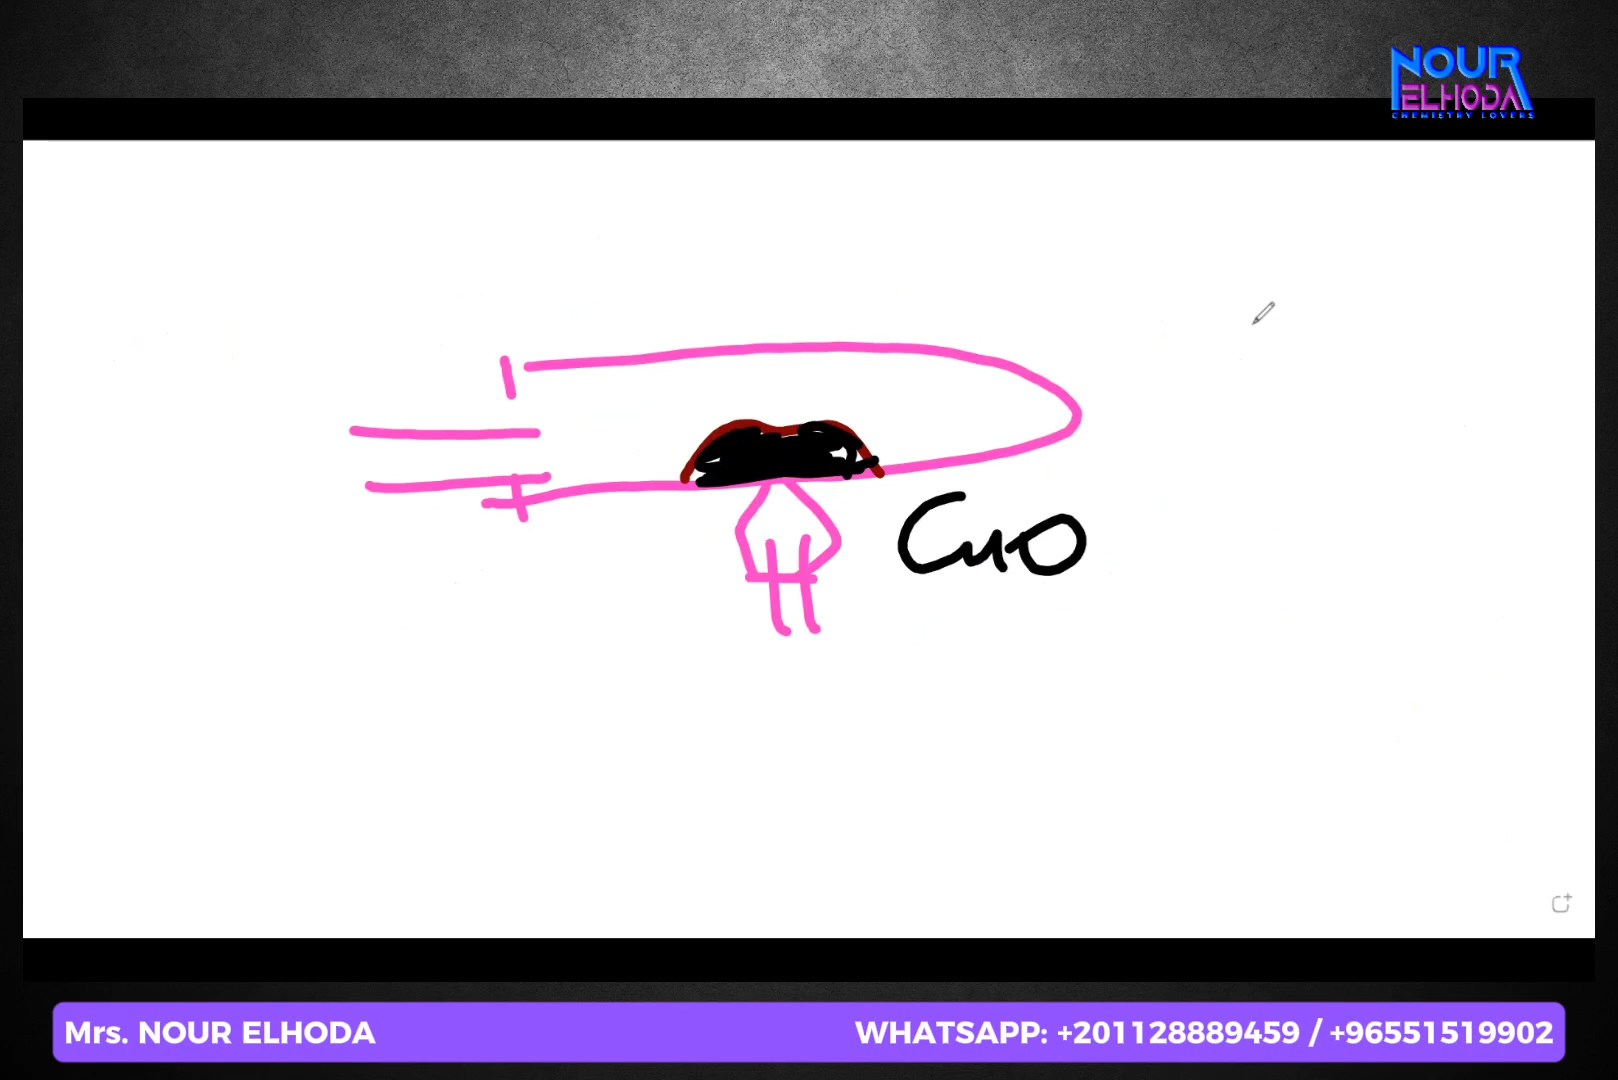 NOUR
ELHODA
CHEMISTRY LOVERS
CuO
Mrs. NOUR ELHODA
WHATSAPP: +201128889459 / +96551519902